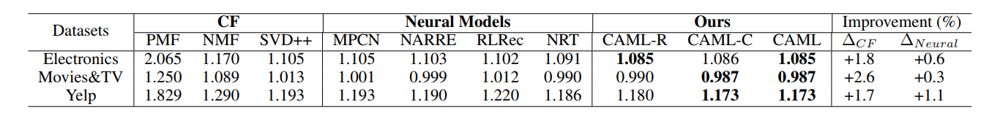 Datasets CF Neural Models Ours Improvement (%)
PMF NMF SVD++ MPCN NARRE RLRec NRT CAML-R CAML-C CAML Δ_CF Δ_Neural
Electronics 2.065 1.170 1.105 1.105 1.103 1.102 1.091 1.085 1.086 1.085 +1.8 +0.6
Movies&TV 1.250 1.089 1.013 1.001 0.999 1.012 0.990 0.990 0.987 0.987 +2.6 +0.3
Yelp 1.829 1.290 1.193 1.193 1.190 1.220 1.186 1.180 1.173 1.173 +1.7 +1.1